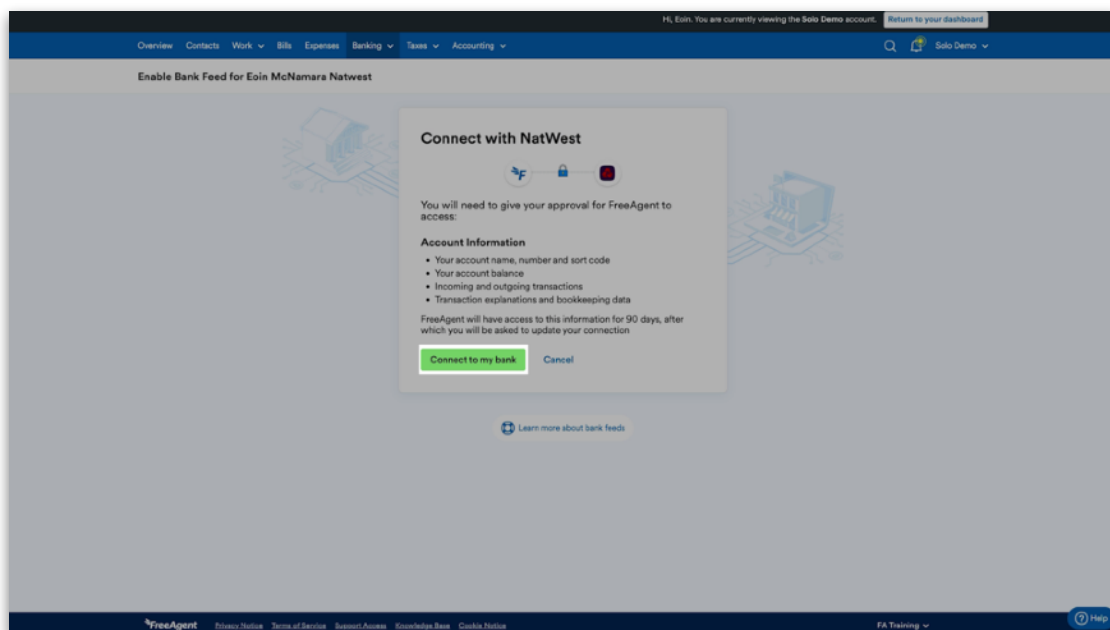 Hi, Eoin. You are currently viewing the Solo Demo account. Return to your dashboard
Overview Contacts Work Bills Expenses Banking Taxes Accounting Solo Demo
Enable Bank Feed for Eoin McNamara Natwest
Connect with NatWest
F
You will need to give your approval for FreeAgent to
access:
Account Information
• Your account name, number and sort code
• Your account balance
• Incoming and outgoing transactions
• Transaction explanations and bookkeeping data
FreeAgent will have access to this information for 90 days, after
which you will be asked to update your connection
Connect to my bank Cancel
Learn more about bank feeds
Help
FreeAgent Privacy Notice Terms of Service Support Access Knowledge Base Cookie Notice FA Training